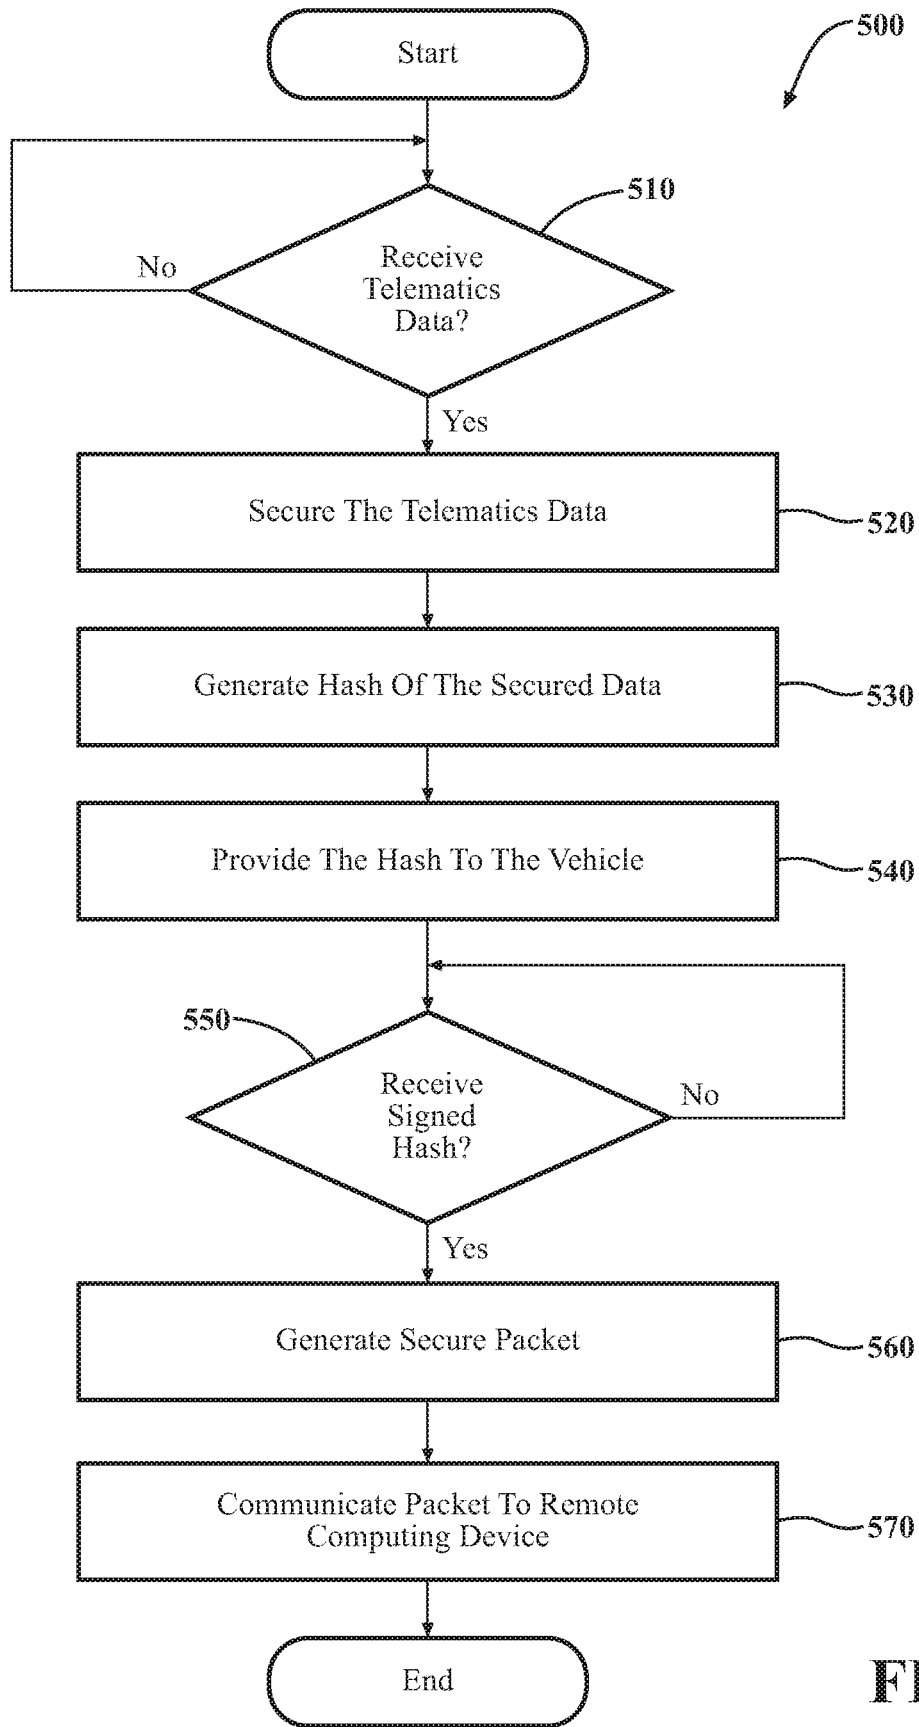 Start
500
510
Receive
Telematics
Data?
No
Yes
Secure The Telematics Data
520
Generate Hash Of The Secured Data
530
Provide The Hash To The Vehicle
540
550
Receive
Signed
Hash?
No
Yes
Generate Secure Packet
560
Communicate Packet To Remote
Computing Device
570
End